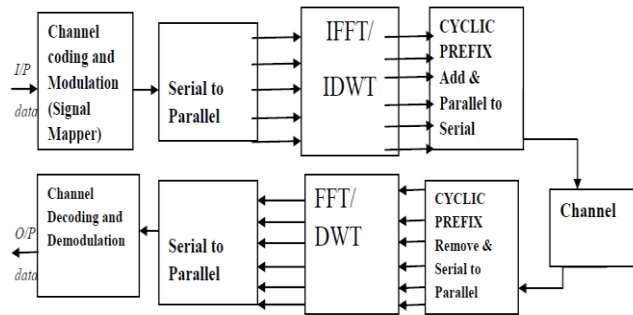 Channel
coding and
Modulation
(Signal
Mapper)
I/P
data
Serial to
Parallel
IFFT/
IDWT
CYCLIC
PREFIX
Add &
Parallel to
Serial
Channel
Decoding and
Demodulation
O/P
data
Serial to
Parallel
FFT/
DWT
CYCLIC
PREFIX
Remove &
Serial to
Parallel
Channel